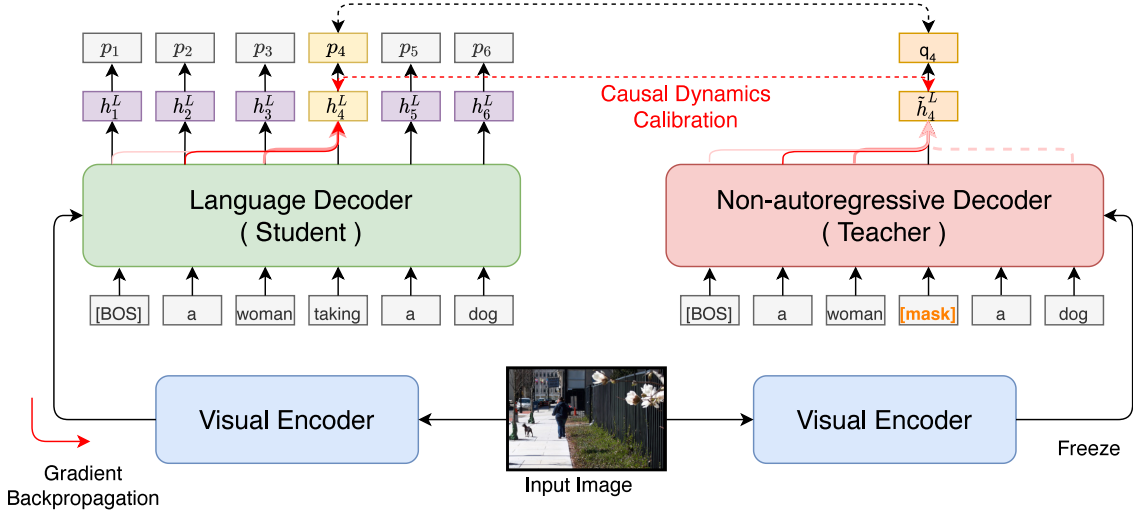 p₁ p₂ p₃ p₄ p₅ p₆ q₄
Causal Dynamics
Calibration
h₁ᴸ h₂ᴸ h₃ᴸ h₄ᴸ h₅ᴸ h₆ᴸ h̃₄ᴸ
Language Decoder
( Student )
Non-autoregressive Decoder
( Teacher )
[BOS] a woman taking a dog
[BOS] a woman [mask] a dog
Visual Encoder
Visual Encoder
Gradient
Backpropagation
Input Image
Freeze